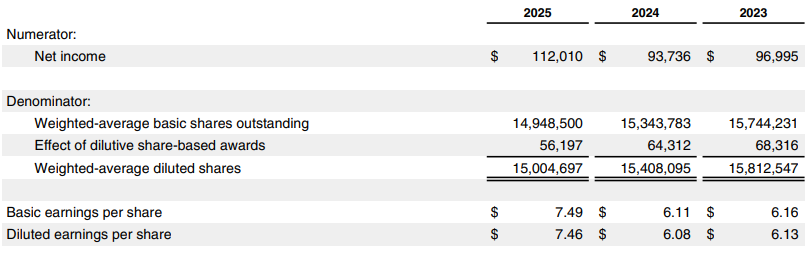 2025 2024 2023
Numerator:
Net income $ 112,010 $ 93,736 $ 96,995
Denominator:
Weighted-average basic shares outstanding 14,948,500 15,343,783 15,744,231
Effect of dilutive share-based awards 56,197 64,312 68,316
Weighted-average diluted shares 15,004,697 15,408,095 15,812,547
Basic earnings per share $ 7.49 $ 6.11 $ 6.16
Diluted earnings per share $ 7.46 $ 6.08 $ 6.13